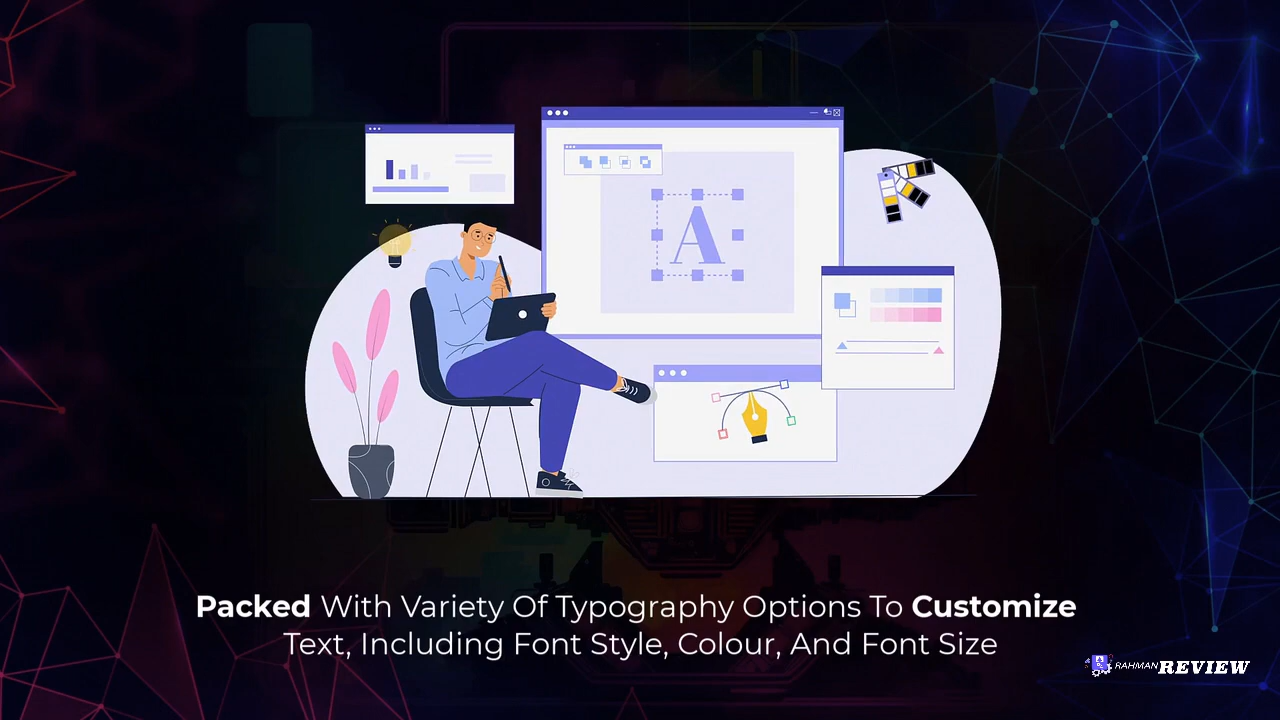 A
Packed With Variety Of Typography Options To Customize
Text, Including Font Style, Colour, And Font Size
RAHMAN REVIEW